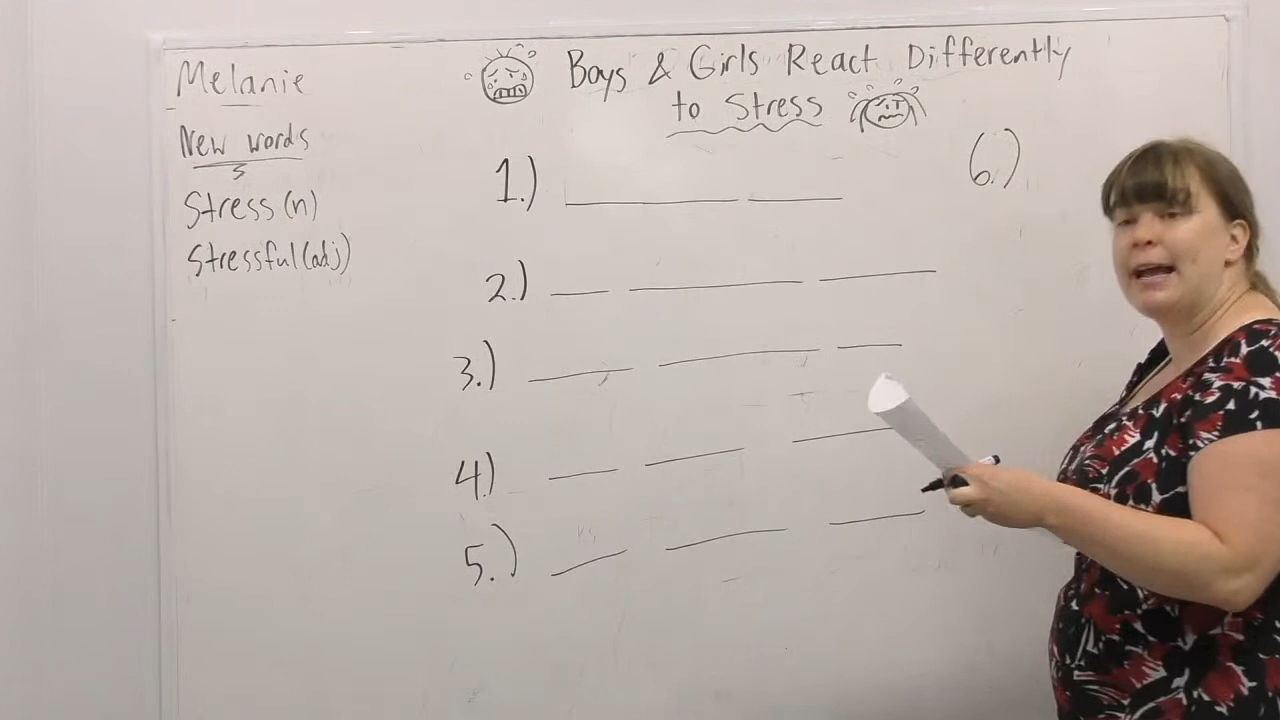 Melanie
New words
Stress (n)
Stressful (adj)
Boys & Girls React Differently
to Stress
1.)
2.)
3.)
4.)
5.)
6.)